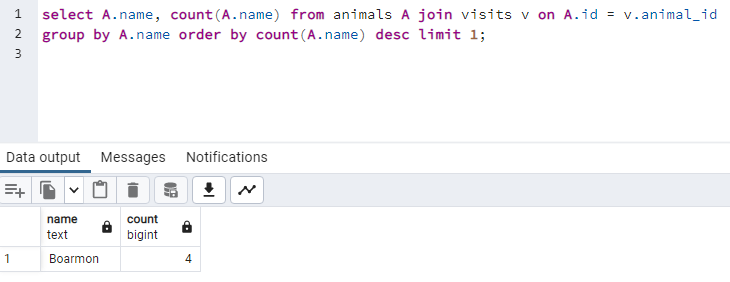 1 select A.name, count(A.name) from animals A join visits v on A.id = v.animal_id
2 group by A.name order by count(A.name) desc limit 1;
3
Data output Messages Notifications
name count
text bigint
1 Boarmon 4